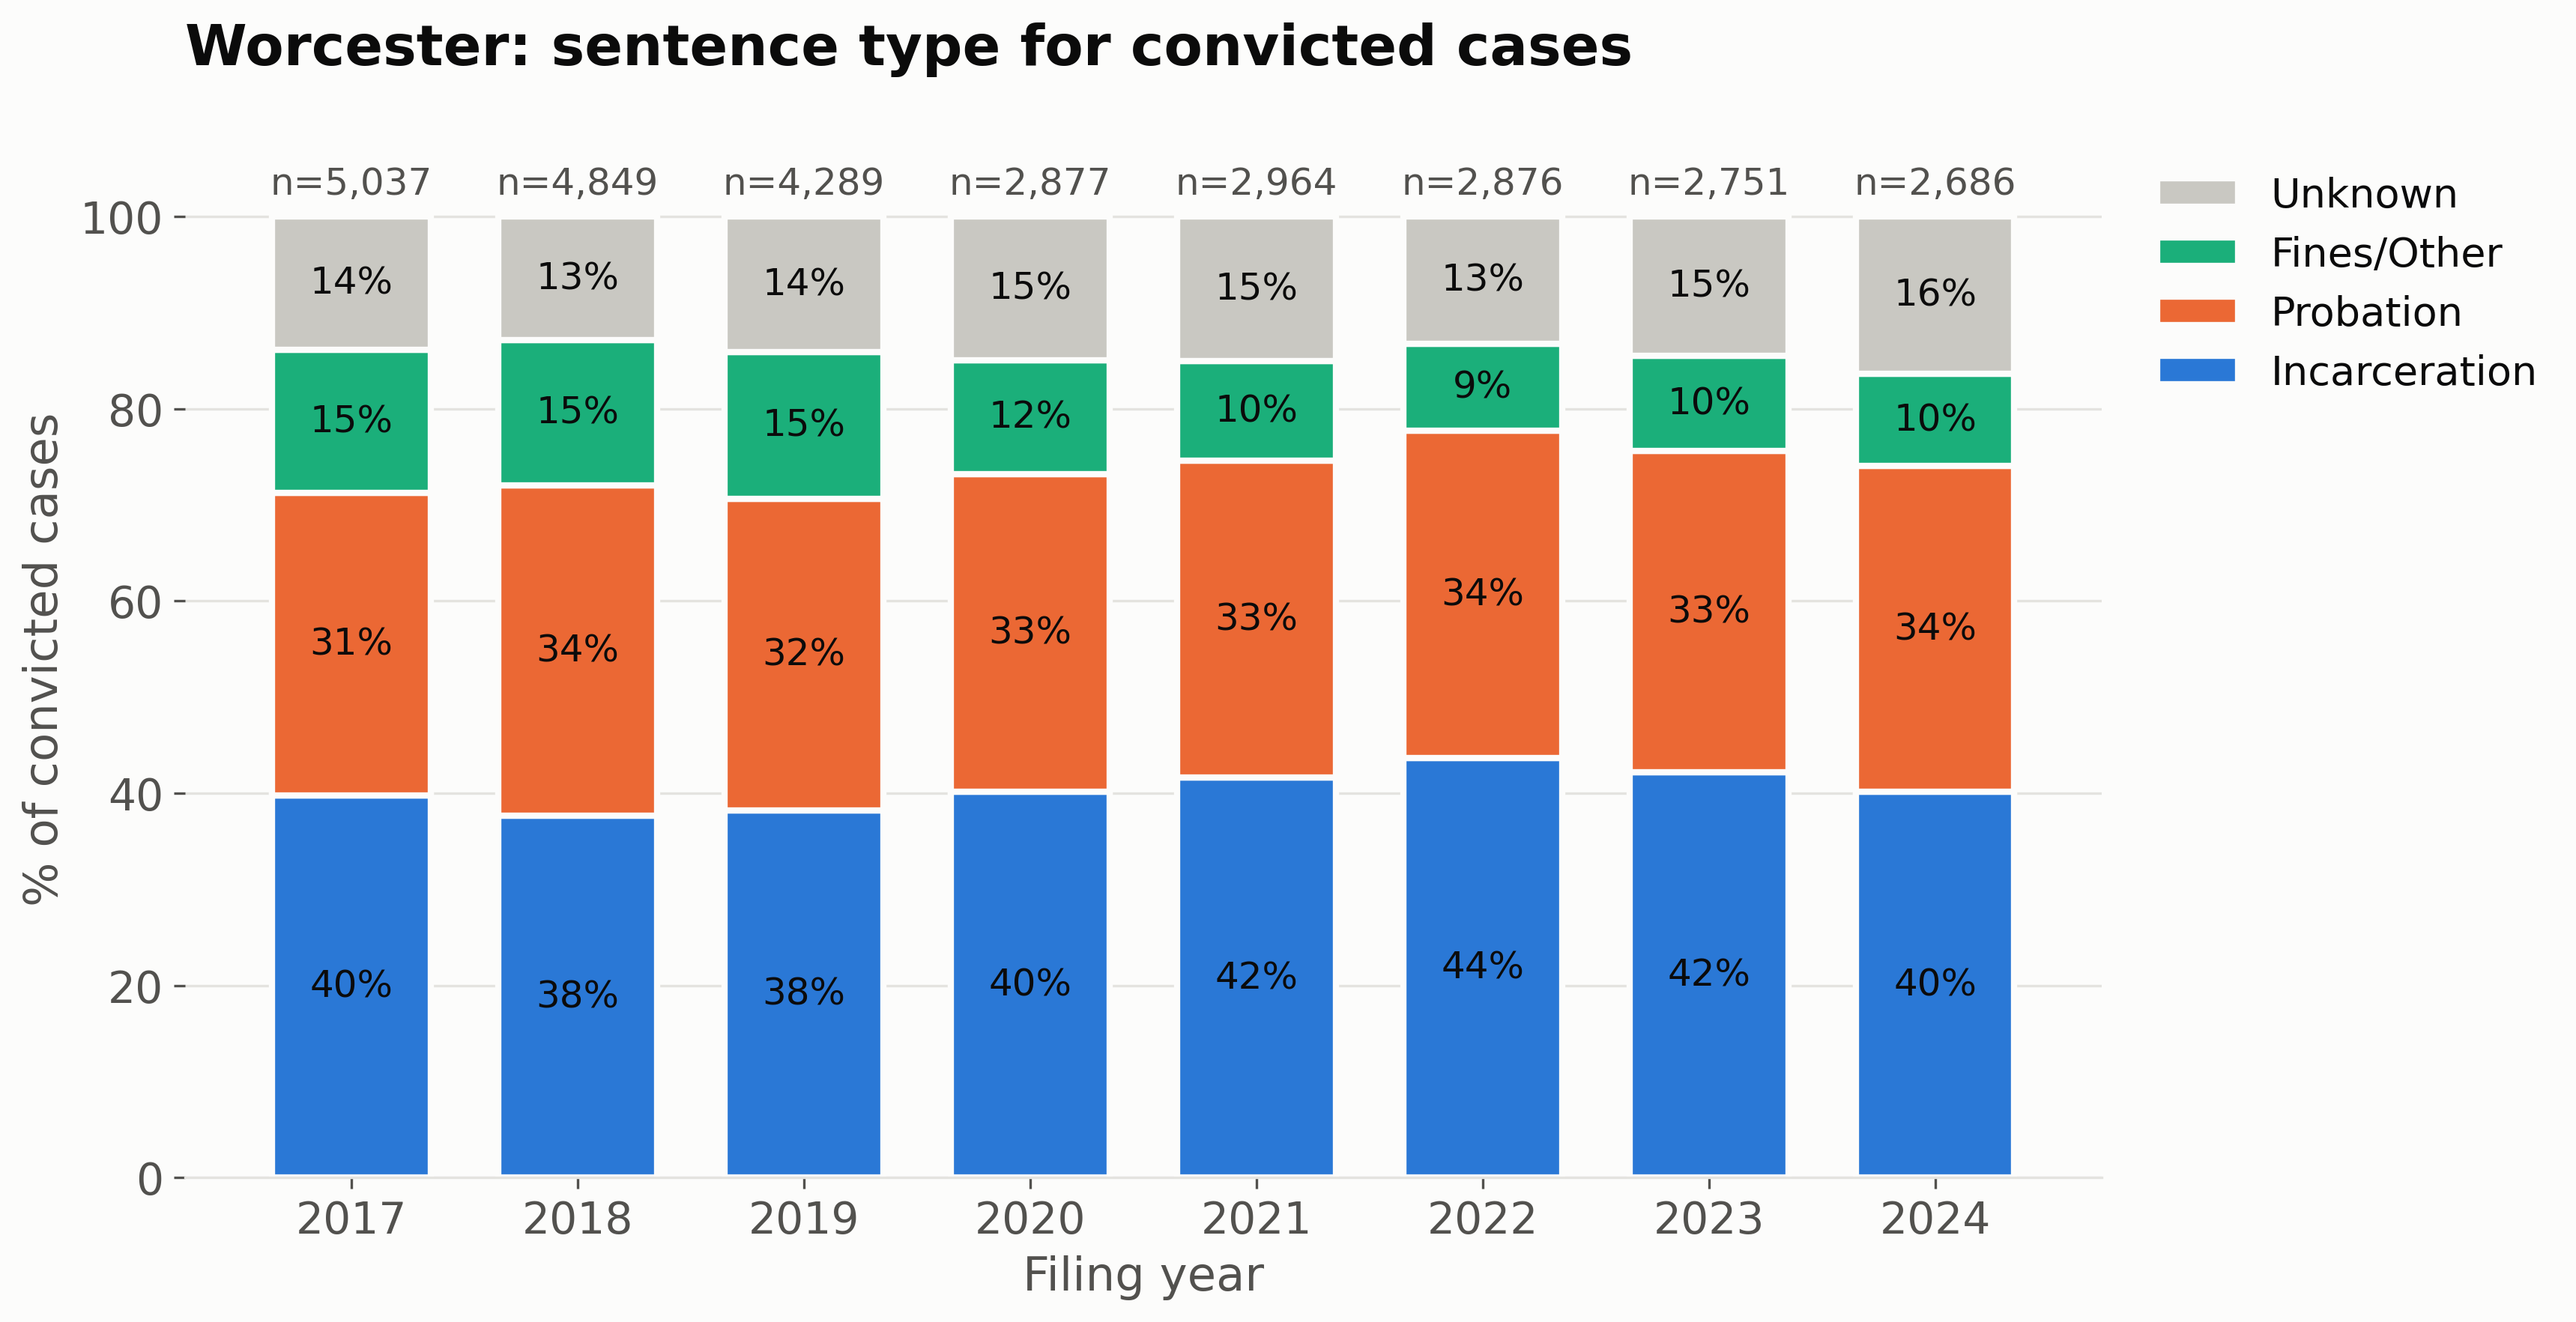 Worcester: sentence type for convicted cases
n=5,037 n=4,849 n=4,289 n=2,877 n=2,964 n=2,876 n=2,751 n=2,686
Unknown
Fines/Other
Probation
Incarceration
% of convicted cases
100
80
60
40
20
0
14% 13% 14% 15% 15% 13% 15% 16%
15% 15% 15% 12% 10% 9% 10% 10%
31% 34% 32% 33% 33% 34% 33% 34%
40% 38% 38% 40% 42% 44% 42% 40%
2017 2018 2019 2020 2021 2022 2023 2024
Filing year